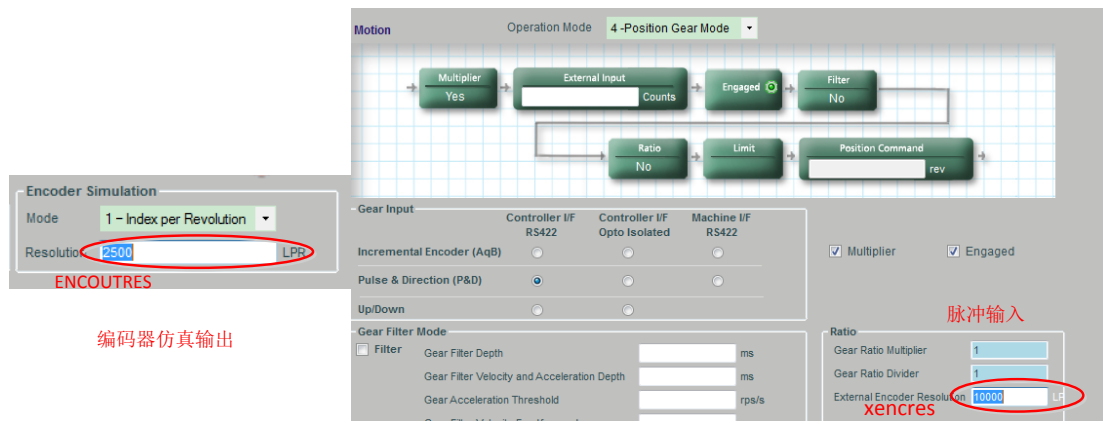 Motion
Operation Mode
4 -Position Gear Mode
Multiplier
Yes
External Input
Counts
Engaged
Filter
No
Ratio
No
Limit
Position Command
rev
Encoder Simulation
Mode
1 – Index per Revolution
Resolution
2500
LPR
ENCOUTRES
编码器仿真输出
Gear Input
Controller I/F
RS422
Controller I/F
Opto Isolated
Machine I/F
RS422
Incremental Encoder (AqB)
Pulse & Direction (P&D)
Up/Down
Multiplier
Engaged
脉冲输入
Gear Filter Mode
Filter
Gear Filter Depth
ms
Gear Filter Velocity and Acceleration Depth
ms
Gear Acceleration Threshold
rps/s
Ratio
Gear Ratio Multiplier
1
Gear Ratio Divider
1
External Encoder Resolution
10000
xencres